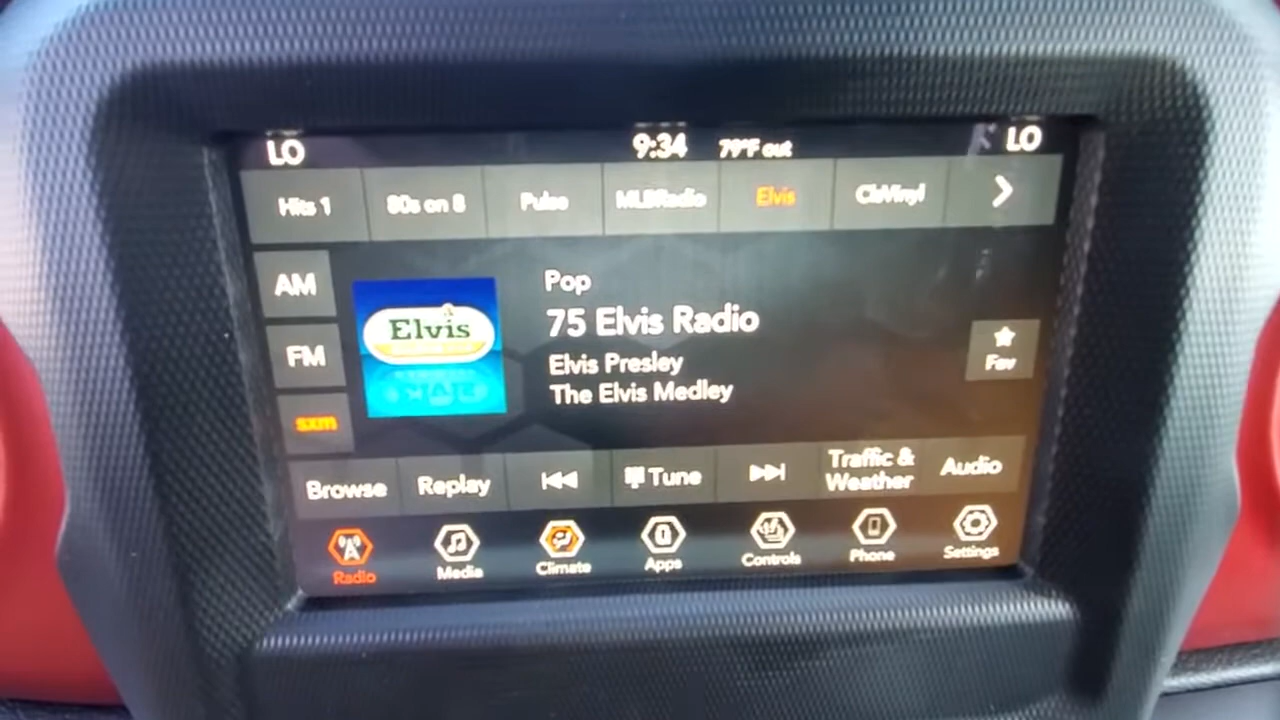 LO 9:34 79°F out LO
Hits 1 80s on 8 Pulse MLBRadio Elvis ClsVinyl
AM
FM
sxm
Elvis
Pop
75 Elvis Radio
Elvis Presley
The Elvis Medley
Fav
Browse Replay Tune Traffic & Weather Audio
Radio Media Climate Apps Controls Phone Settings